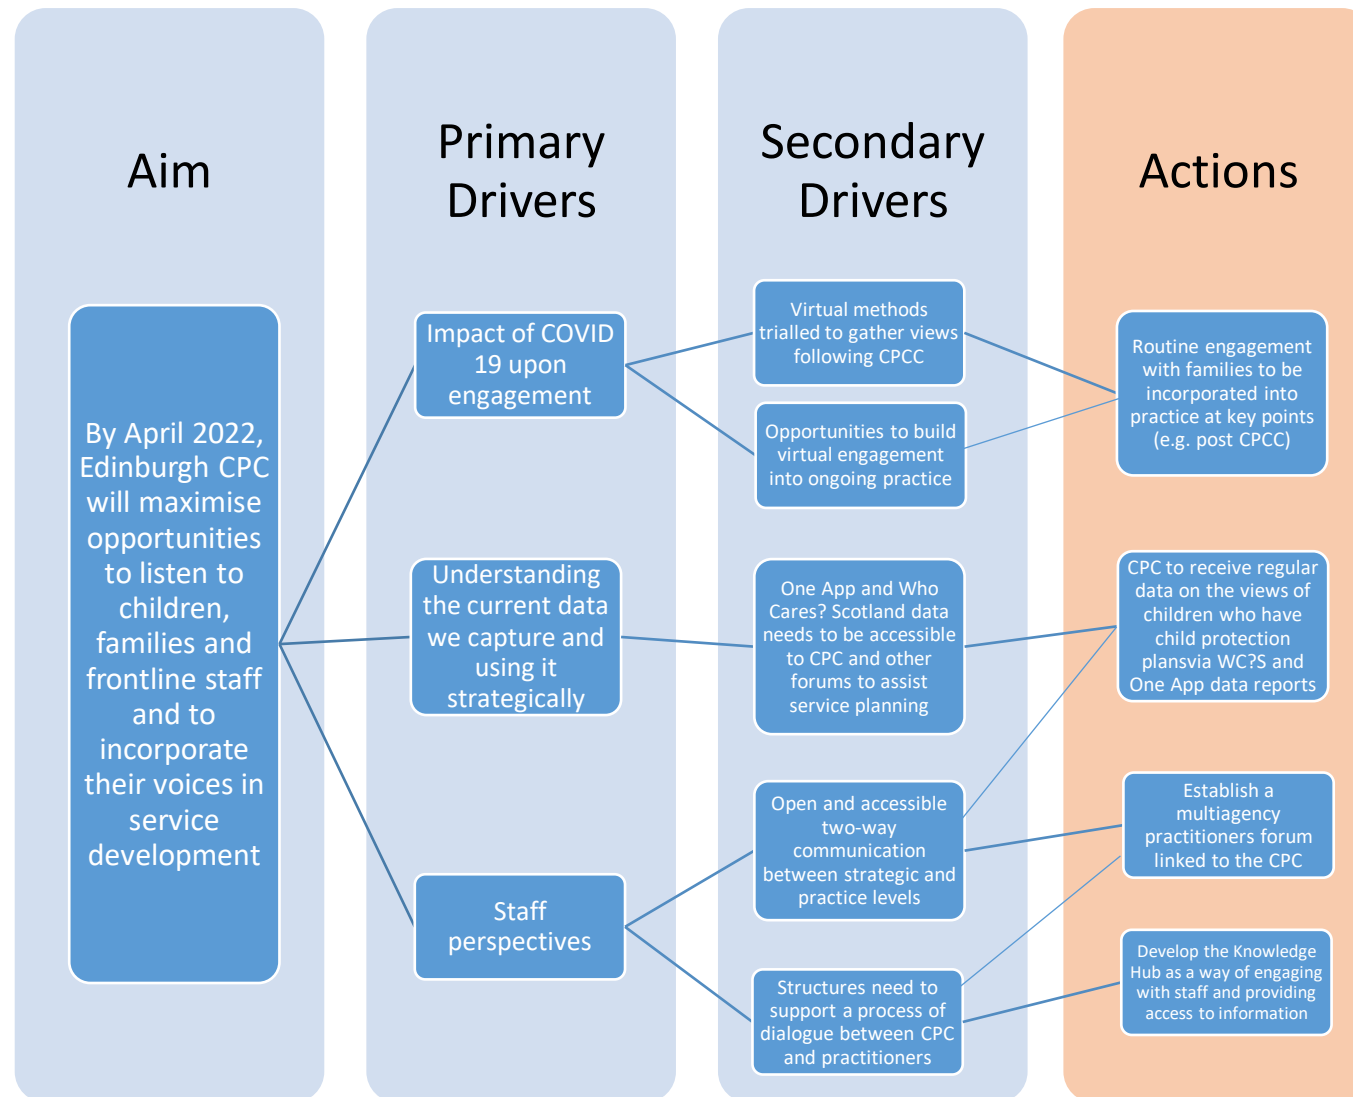 Aim
Primary
Drivers
Secondary
Drivers
Actions
By April 2022,
Edinburgh CPC
will maximise
opportunities
to listen to
children,
families and
frontline staff
and to
incorporate
their voices in
service
development
Impact of COVID
19 upon
engagement
Understanding
the current data
we capture and
using it
strategically
Staff
perspectives
Virtual methods
trialled to gather views
following CPCC
Opportunities to build
virtual engagement
into ongoing practice
One App and Who
Cares? Scotland data
needs to be accessible
to CPC and other
forums to assist
service planning
Open and accessible
two-way
communication
between strategic and
practice levels
Structures need to
support a process of
dialogue between CPC
and practitioners
Routine engagement
with families to be
incorporated into
practice at key points
(e.g. post CPCC)
CPC to receive regular
data on the views of
children who have
child protection
plansvia WC?S and
One App data reports
Establish a
multiagency
practitioners forum
linked to the CPC
Develop the Knowledge
Hub as a way of engaging
with staff and providing
access to information